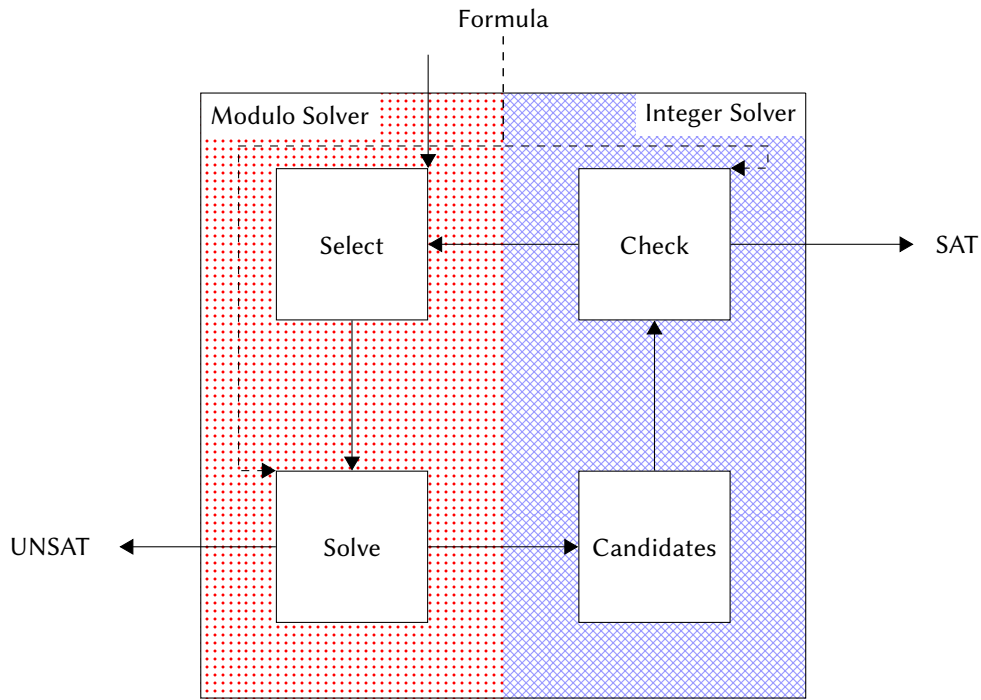 Formula
Modulo Solver
Integer Solver
Select
Check
SAT
UNSAT
Solve
Candidates